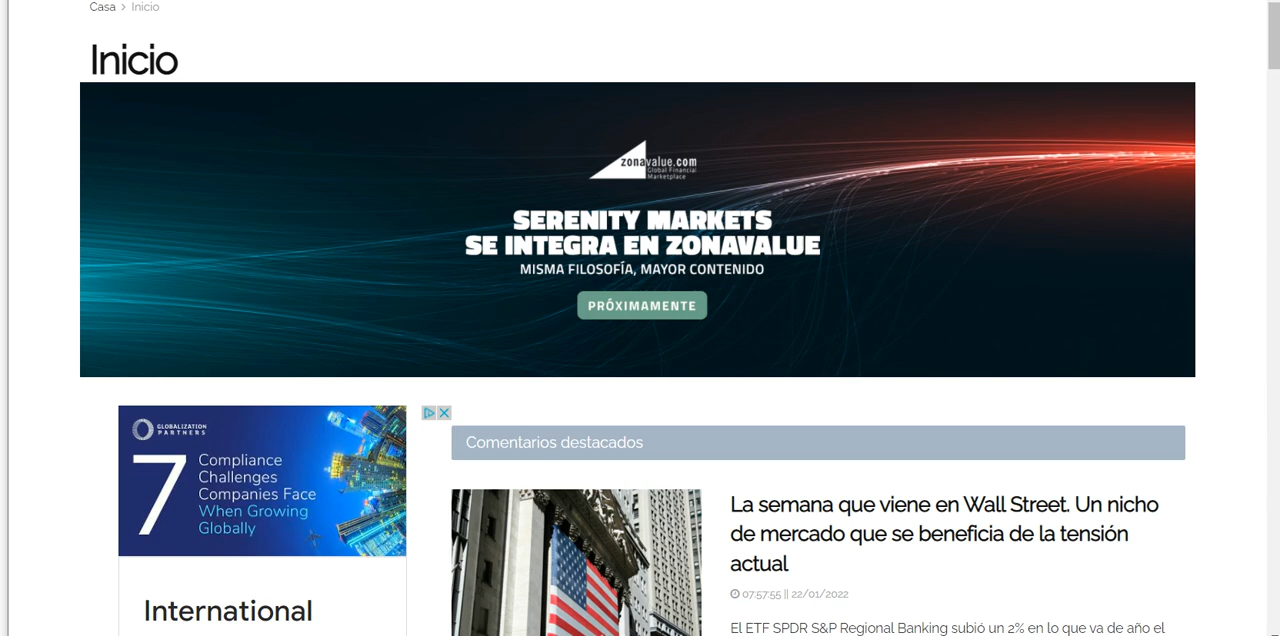 Casa > Inicio
Inicio
zonavalue.com
Global Financial
Marketplace
SERENITY MARKETS
SE INTEGRA EN ZONAVALUE
MISMA FILOSOFÍA, MAYOR CONTENIDO
PRÓXIMAMENTE
GLOBALIZATION
PARTNERS
7
Compliance
Challenges
Companies Face
When Growing
Globally
International
Comentarios destacados
La semana que viene en Wall Street. Un nicho
de mercado que se beneficia de la tensión
actual
07:57:55 || 22/01/2022
El ETF SPDR S&P Regional Banking subió un 2% en lo que va de año el